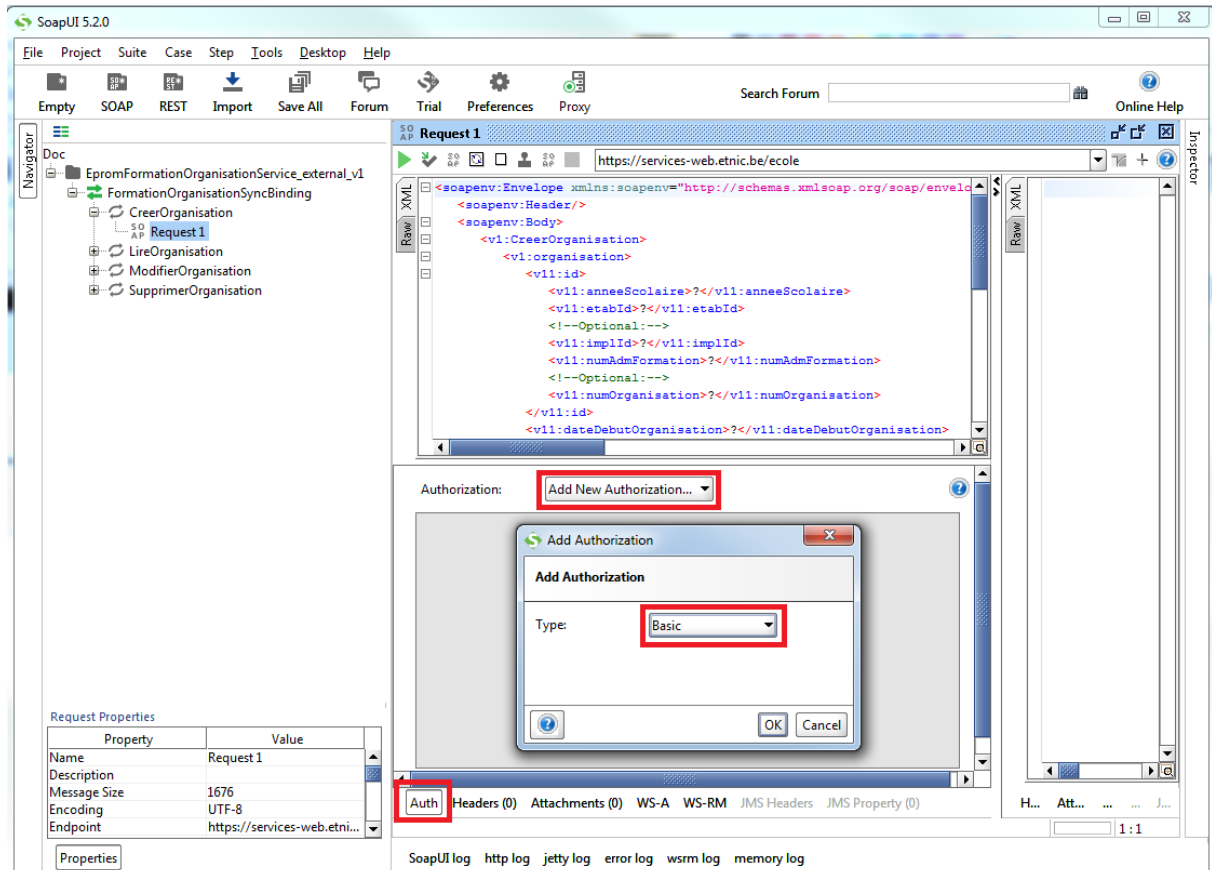 SoapUI 5.2.0
File Project Suite Case Step Tools Desktop Help
Empty SOAP REST Import Save All Forum Trial Preferences Proxy Search Forum Online Help
Navigator
Doc
EpromFormationOrganisationService_external_v1
FormationOrganisationSyncBinding
CreerOrganisation
SO AP Request 1
LireOrganisation
ModifierOrganisation
SupprimerOrganisation
Request Properties
Property Value
Name Request 1
Description
Message Size 1676
Encoding UTF-8
Endpoint https://services-web.etni...
Properties
SO AP Request 1
https://services-web.etnic.be/ecole
XML
Raw
<soapenv:Envelope xmlns:soapenv="http://schemas.xmlsoap.org/soap/envelo
<soapenv:Header/>
<soapenv:Body>
<v1:CreerOrganisation>
<v1:organisation>
<v11:id>
<v11:anneeScolaire>?</v11:anneeScolaire>
<v11:etabId>?</v11:etabId>
<!--Optional:-->
<v11:implId>?</v11:implId>
<v11:numAdmFormation>?</v11:numAdmFormation>
<!--Optional:-->
<v11:numOrganisation>?</v11:numOrganisation>
</v11:id>
<v11:dateDebutOrganisation>?</v11:dateDebutOrganisation>
Authorization: Add New Authorization...
Add Authorization
Add Authorization
Type: Basic
OK Cancel
Auth Headers (0) Attachments (0) WS-A WS-RM JMS Headers JMS Property (0)
XML
Raw
H... Att... ... ... J...
1 : 1
Inspector
SoapUI log http log jetty log error log wsrm log memory log